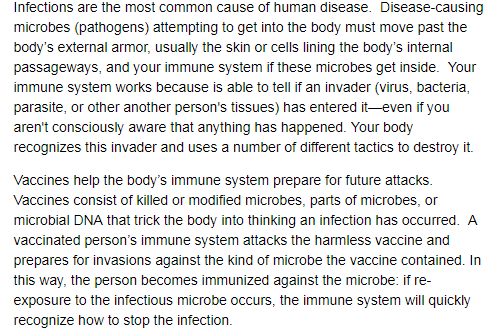 Infections are the most common cause of human disease.  Disease-causing
microbes (pathogens) attempting to get into the body must move past the
body's external armor, usually the skin or cells lining the body's internal
passageways, and your immune system if these microbes get inside.  Your
immune system works because is able to tell if an invader (virus, bacteria,
parasite, or other another person's tissues) has entered it—even if you
aren't consciously aware that anything has happened. Your body
recognizes this invader and uses a number of different tactics to destroy it.
Vaccines help the body's immune system prepare for future attacks.
Vaccines consist of killed or modified microbes, parts of microbes, or
microbial DNA that trick the body into thinking an infection has occurred.  A
vaccinated person's immune system attacks the harmless vaccine and
prepares for invasions against the kind of microbe the vaccine contained. In
this way, the person becomes immunized against the microbe: if re-
exposure to the infectious microbe occurs, the immune system will quickly
recognize how to stop the infection.